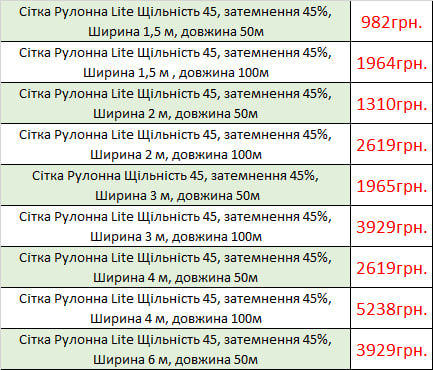 Сітка Рулонна Lite Щільність 45, затемнення 45%,
Ширина 1,5 м, довжина 50м
982грн.
Сітка Рулонна Lite Щільність 45, затемнення 45%,
Ширина 1,5 м , довжина 100м
1964грн.
Сітка Рулонна Lite Щільність 45, затемнення 45%,
Ширина 2 м, довжина 50м
1310грн.
Сітка Рулонна Lite Щільність 45, затемнення 45%,
Ширина 2 м, довжина 100м
2619грн.
Сітка Рулонна Lite Щільність 45, затемнення 45%,
Ширина 3 м, довжина 50м
1965грн.
Сітка Рулонна Lite Щільність 45, затемнення 45%,
Ширина 3 м, довжина 100м
3929грн.
Сітка Рулонна Lite Щільність 45, затемнення 45%,
Ширина 4 м, довжина 50м
2619грн.
Сітка Рулонна Lite Щільність 45, затемнення 45%,
Ширина 4 м, довжина 100м
5238грн.
Сітка Рулонна Lite Щільність 45, затемнення 45%,
Ширина 6 м, довжина 50м
3929грн.